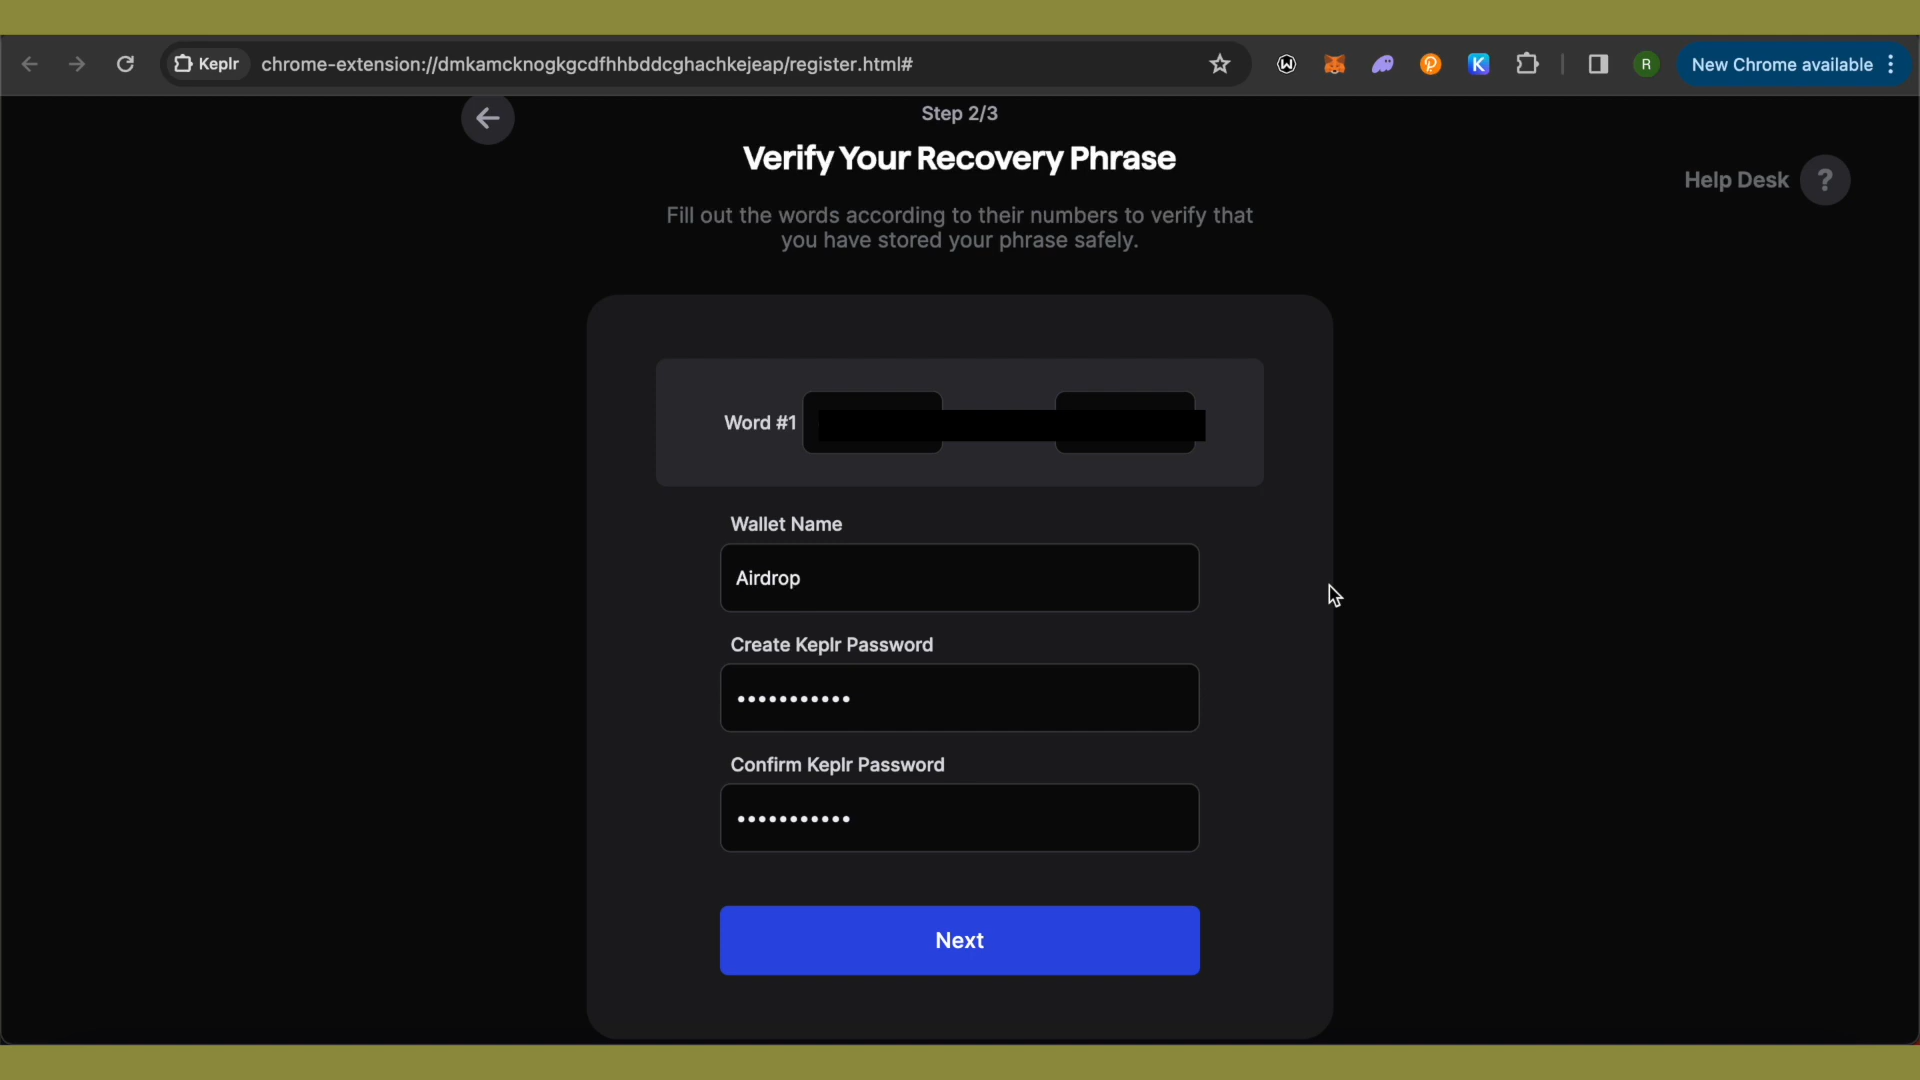 Keplr chrome-extension://dmkamcknogkgcdfhhbddcghachkejeap/register.html# R New Chrome available
Step 2/3
Verify Your Recovery Phrase
Help Desk ?
Fill out the words according to their numbers to verify that
you have stored your phrase safely.
Word #1
Wallet Name
Airdrop
Create Keplr Password
•••••••••••
Confirm Keplr Password
•••••••••••
Next